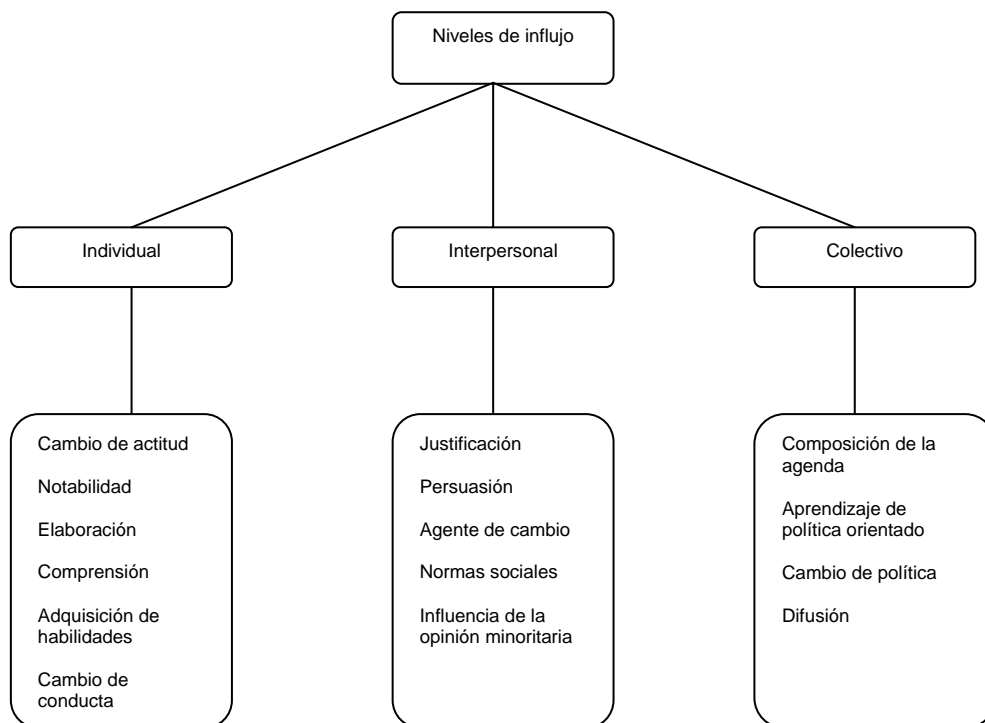 Niveles de influjo
Individual
Interpersonal
Colectivo
Cambio de actitud
Notabilidad
Elaboración
Comprensión
Adquisición de
habilidades
Cambio de
conducta
Justificación
Persuasión
Agente de cambio
Normas sociales
Influencia de la
opinión minoritaria
Composición de la
agenda
Aprendizaje de
política orientado
Cambio de política
Difusión